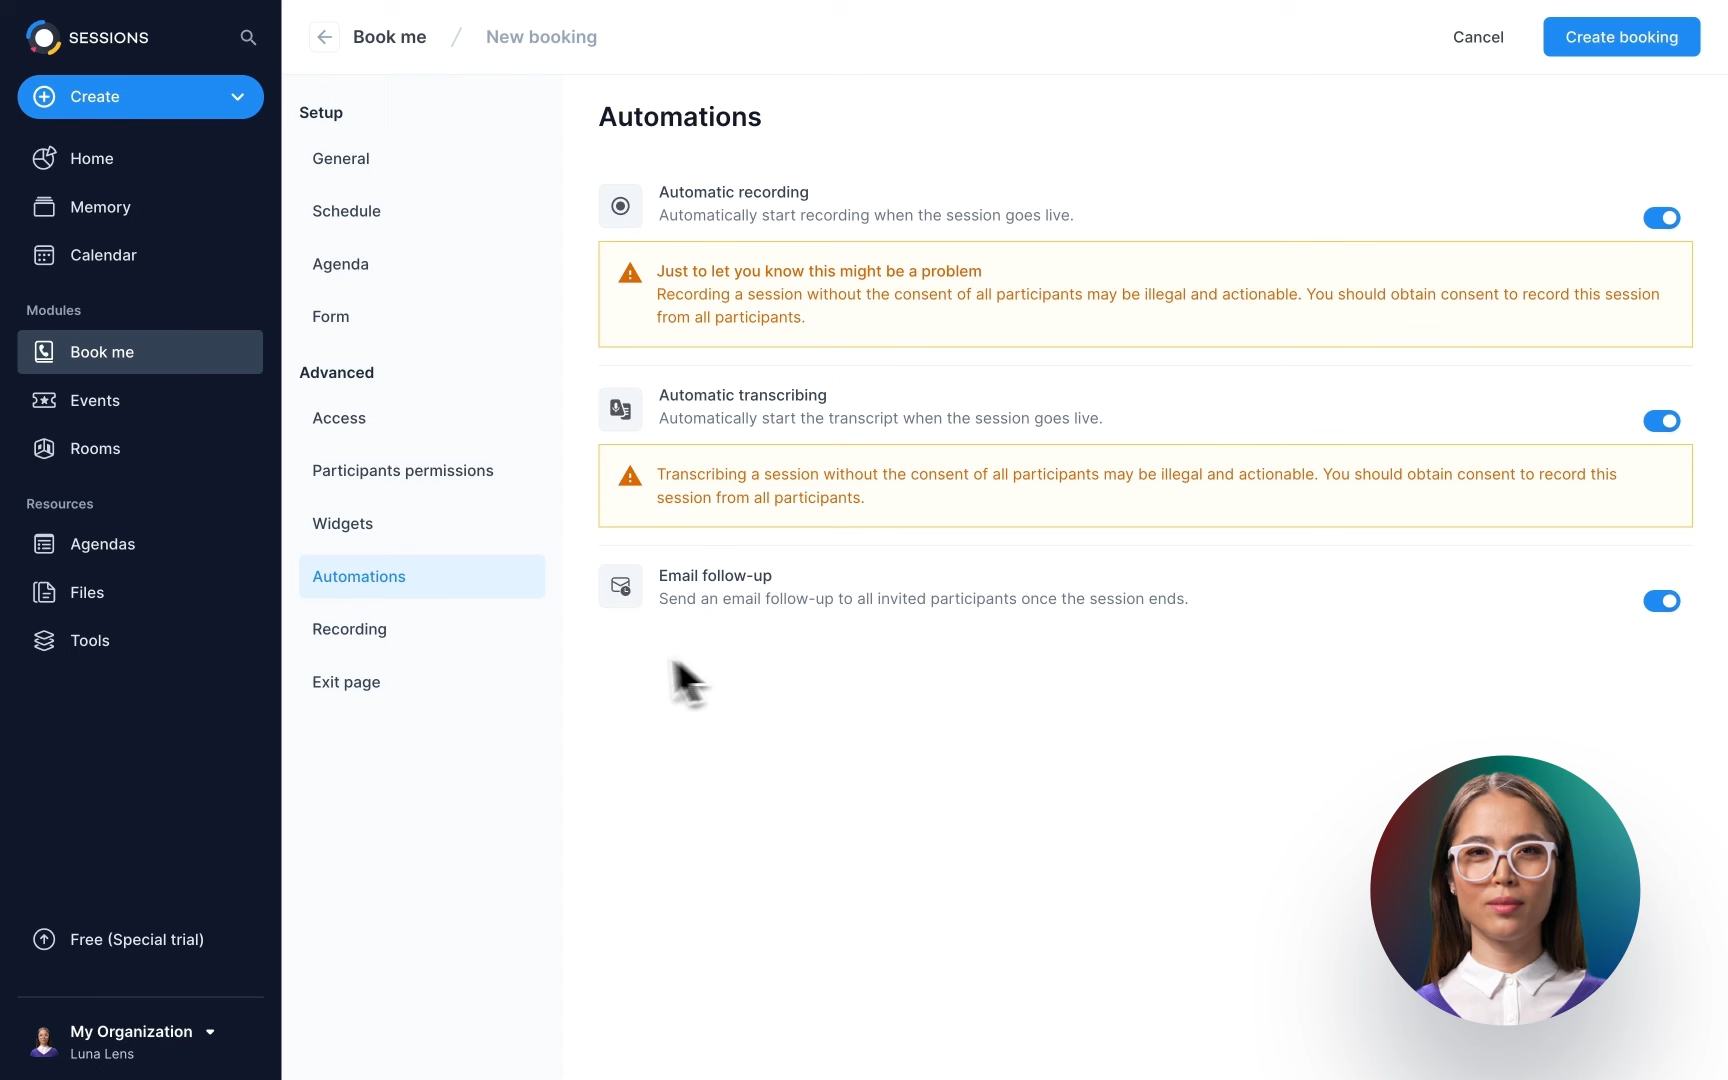 SESSIONS
Create
Home
Memory
Calendar
Modules
Book me
Events
Rooms
Resources
Agendas
Files
Tools
Free (Special trial)
My Organization
Luna Lens
Book me / New booking
Cancel
Create booking
Setup
General
Schedule
Agenda
Form
Advanced
Access
Participants permissions
Widgets
Automations
Recording
Exit page
Automations
Automatic recording
Automatically start recording when the session goes live.
Just to let you know this might be a problem
Recording a session without the consent of all participants may be illegal and actionable. You should obtain consent to record this session
from all participants.
Automatic transcribing
Automatically start the transcript when the session goes live.
Transcribing a session without the consent of all participants may be illegal and actionable. You should obtain consent to record this
session from all participants.
Email follow-up
Send an email follow-up to all invited participants once the session ends.